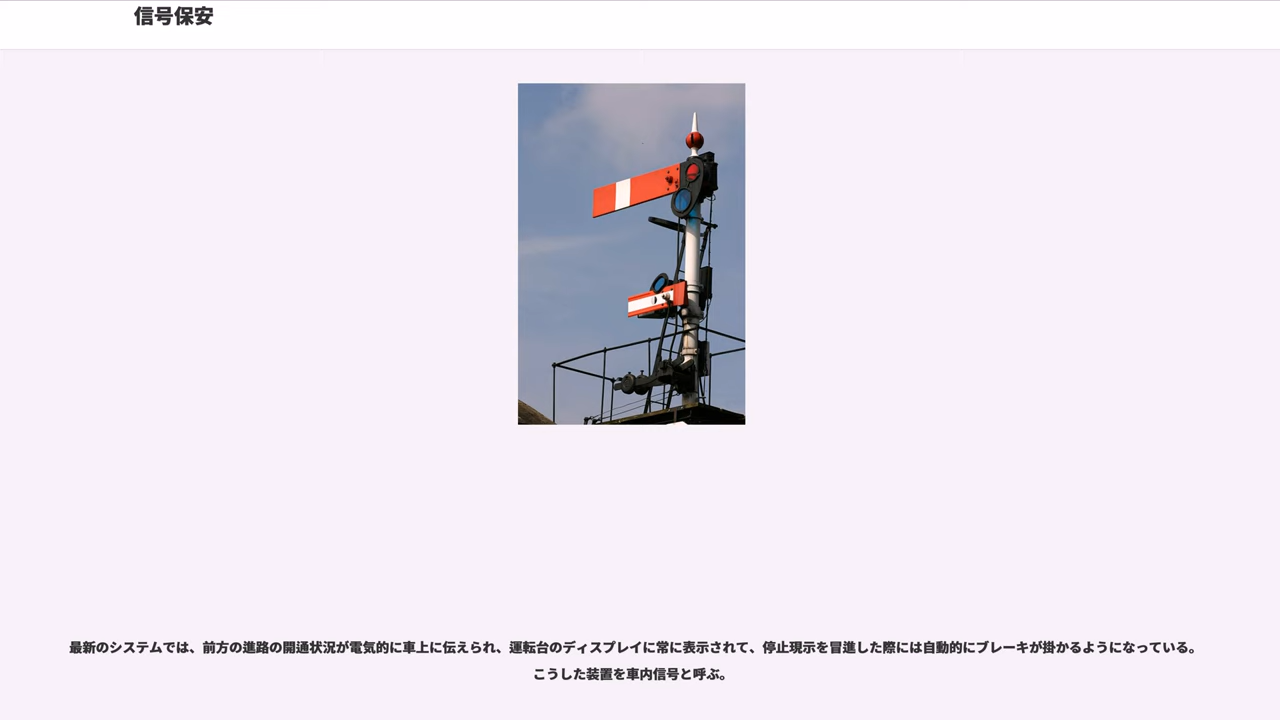 信号保安
最新のシステムでは、前方の進路の開通状況が電気的に車上に伝えられ、運転台のディスプレイに常に表示されて、停止現示を冒進した際には自動的にブレーキが掛かるようになっている。
こうした装置を車内信号と呼ぶ。